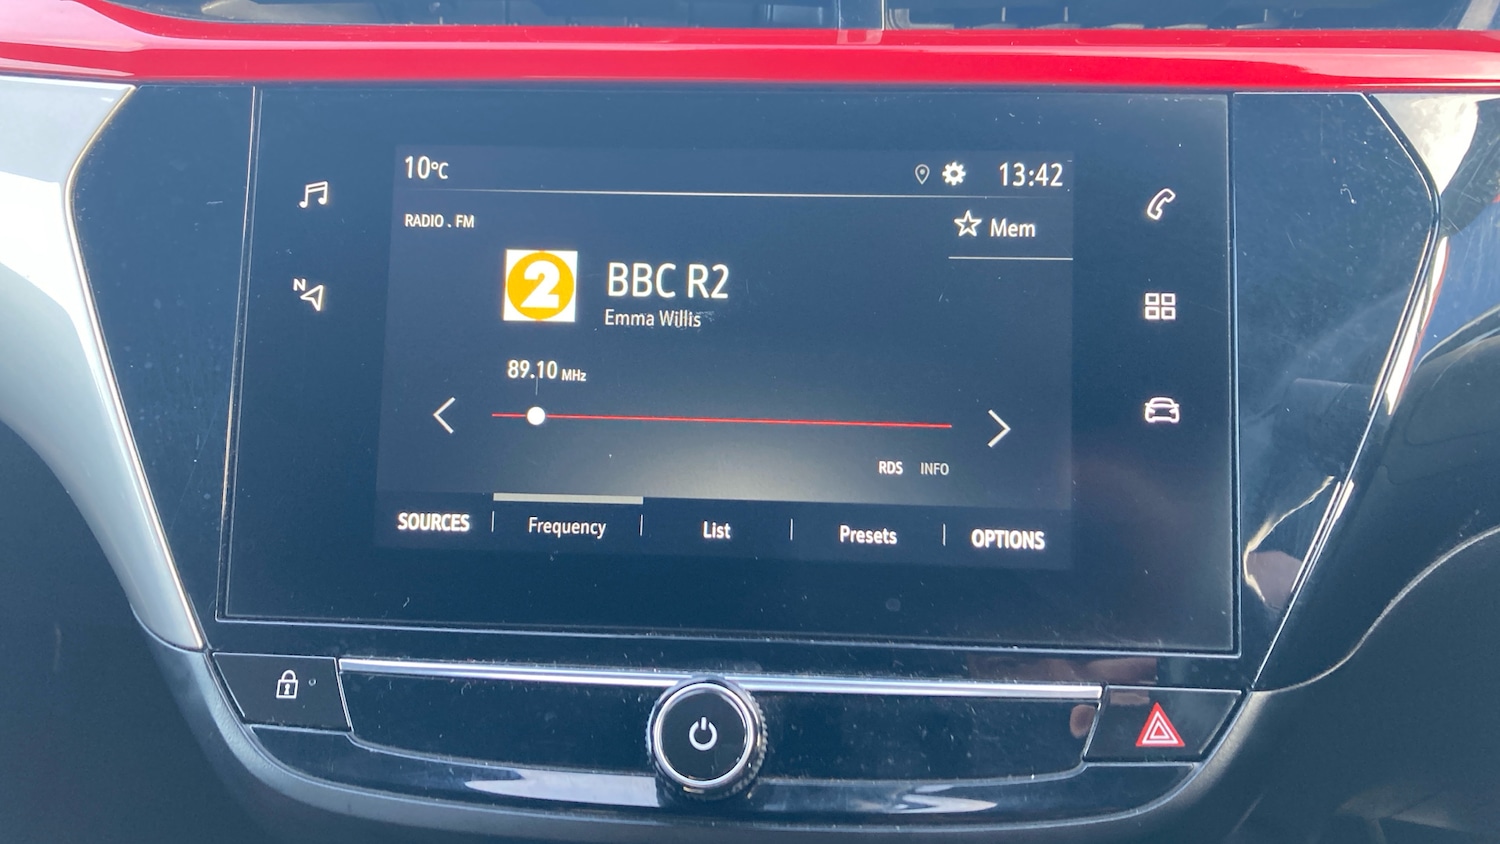 10°C 13:42
RADIO . FM
Mem
2
BBC R2
Emma Willis
N
89.10 MHz
RDS INFO
SOURCES Frequency List Presets OPTIONS